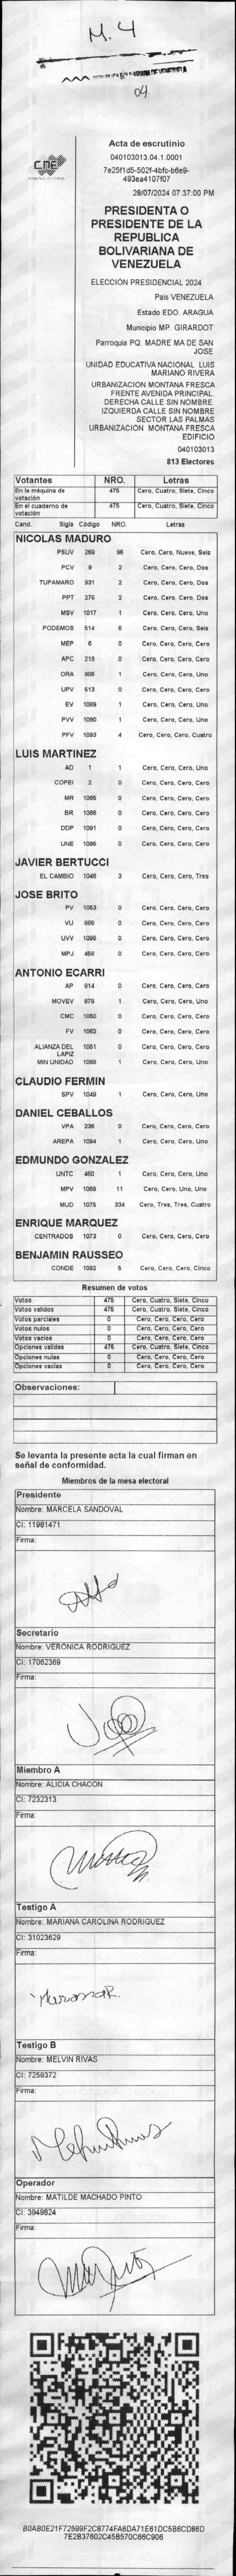 M.4
04
CNE
Acta de escrutinio
040103013.04.1.0001
28/07/2024 07:37:00 PM
PRESIDENTA O
PRESIDENTE DE LA
REPUBLICA
BOLIVARIANA DE
VENEZUELA
ELECCIÓN PRESIDENCIAL 2024
País VENEZUELA
Estado EDO. ARAGUA
Municipio MP. GIRARDOT
Parroquia PQ. MADRE MA DE SAN
JOSE
UNIDAD EDUCATIVA NACIONAL LUIS
MARIANO RIVERA
URBANIZACION MONTANA FRESCA
FRENTE AVENIDA PRINCIPAL.
DERECHA CALLE SIN NOMBRE.
IZQUIERDA CALLE SIN NOMBRE
SECTOR LAS PALMAS
URBANIZACION MONTANA FRESCA
EDIFICIO
040103013
813 Electores
Votantes NRO. Letras
En la máquina de votación 475 Cero, Cuatro, Siete, Cinco
En el cuaderno de votación 475 Cero, Cuatro, Siete, Cinco
Cand. Sigla Código NRO. Letras
NICOLAS MADURO
PSUV 269 96 Cero, Cero, Nueve, Seis
PCV 9 2 Cero, Cero, Cero, Dos
TUPAMARO 931 2 Cero, Cero, Cero, Dos
PPT 276 2 Cero, Cero, Cero, Dos
MSV 1017 1 Cero, Cero, Cero, Uno
PODEMOS 514 6 Cero, Cero, Cero, Seis
MEP 6 0 Cero, Cero, Cero, Cero
APC 219 0 Cero, Cero, Cero, Cero
ORA 906 1 Cero, Cero, Cero, Uno
UPV 613 0 Cero, Cero, Cero, Cero
EV 1089 1 Cero, Cero, Cero, Uno
PVV 1090 1 Cero, Cero, Cero, Uno
PFV 1093 4 Cero, Cero, Cero, Cuatro
LUIS MARTINEZ
AD 1 1 Cero, Cero, Cero, Uno
COPEI 2 0 Cero, Cero, Cero, Cero
MR 1065 0 Cero, Cero, Cero, Cero
BR 1066 0 Cero, Cero, Cero, Cero
DDP 1091 0 Cero, Cero, Cero, Cero
UNE 1095 0 Cero, Cero, Cero, Cero
JAVIER BERTUCCI
EL CAMBIO 1048 3 Cero, Cero, Cero, Tres
JOSE BRITO
PV 1053 0 Cero, Cero, Cero, Cero
VU 868 0 Cero, Cero, Cero, Cero
UVV 1096 0 Cero, Cero, Cero, Cero
MPJ 458 0 Cero, Cero, Cero, Cero
ANTONIO ECARRI
AP 914 0 Cero, Cero, Cero, Cero
MOVEV 978 1 Cero, Cero, Cero, Uno
CMC 1050 0 Cero, Cero, Cero, Cero
FV 1062 0 Cero, Cero, Cero, Cero
ALIANZA DEL LAPIZ 1051 0 Cero, Cero, Cero, Cero
MIN UNIDAD 1068 1 Cero, Cero, Cero, Uno
CLAUDIO FERMIN
SPV 1049 1 Cero, Cero, Cero, Uno
DANIEL CEBALLOS
VPA 236 0 Cero, Cero, Cero, Cero
AREPA 1094 1 Cero, Cero, Cero, Uno
EDMUNDO GONZALEZ
UNTC 460 1 Cero, Cero, Cero, Uno
MPV 1069 11 Cero, Cero, Uno, Uno
MUD 1075 334 Cero, Tres, Tres, Cuatro
ENRIQUE MARQUEZ
CENTRADOS 1073 0 Cero, Cero, Cero, Cero
BENJAMIN RAUSSEO
CONDE 1092 5 Cero, Cero, Cero, Cinco
Resumen de votos
Votos 475 Cero, Cuatro, Siete, Cinco
Votos validos 475 Cero, Cuatro, Siete, Cinco
Votos parciales 0 Cero, Cero, Cero, Cero
Votos nulos 0 Cero, Cero, Cero, Cero
Votos vacios 0 Cero, Cero, Cero, Cero
Opciones validas 475 Cero, Cuatro, Siete, Cinco
Opciones nulas 0 Cero, Cero, Cero, Cero
Opciones vacias 0 Cero, Cero, Cero, Cero
Observaciones:
Se levanta la presente acta la cual firman en
señal de conformidad.
Miembros de la mesa electoral
Presidente
Nombre: MARCELA SANDOVAL
CI: 11981471
Firma:
Secretario
Nombre: VERONICA RODRIGUEZ
CI: 17062369
Firma:
Miembro A
Nombre: ALICIA CHACON
CI: 7232313
Firma:
Testigo A
Nombre: MARIANA CAROLINA RODRIGUEZ
CI: 31023629
Firma:
MarianaR.
Testigo B
Nombre: MELVIN RIVAS
CI: 7259372
Firma:
Operador
Nombre: MATILDE MACHADO PINTO
CI: 3949624
Firma:
B0AB0E21F72599F2C8774FA6DA71E61DC5B6CD86D
7E2B37602C45B570C66C906